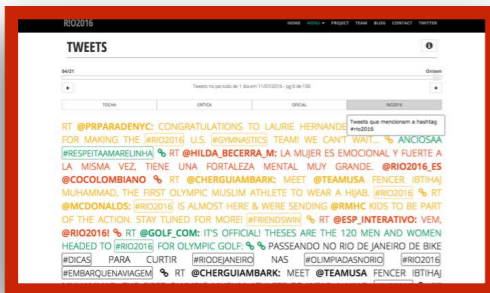 R!O2016
HOME MENU PROJECT TEAM BLOG CONTACT TWITTER
TWEETS
04/21
Ontem
Tweets no período de 1 dia em 11/07/2016 - pg 0 de 100
TOCHA CRÍTICA OFICIAL RIO2016
Tweets que mencionam a hashtag
#rio2016
RT @PRPARADENYC: CONGRATULATIONS TO LAURIE HERNANDE
FOR MAKING THE #RIO2016 U.S. #GYMNASTICS TEAM! WE CAN'T WAIT... ANCIOSAA
#RESPEITAAMARELINHA RT @HILDA_BECERRA_M: LA MUJER ES EMOCIONAL Y FUERTE A
LA MISMA VEZ, TIENE UNA FORTALEZA MENTAL MUY GRANDE. @RIO2016_ES
@COCOLOMBIANO RT @CHERGUIAMBARK: MEET @TEAMUSA FENCER IBTIHAJ
MUHAMMAD, THE FIRST OLYMPIC MUSLIM ATHLETE TO WEAR A HIJAB. #RIO2016 RT
@MCDONALDS: #RIO2016 IS ALMOST HERE & WERE SENDING @RMHC KIDS TO BE PART
OF THE ACTION. STAY TUNED FOR MORE! #FRIENDSWIN RT @ESP_INTERATIVO: VEM,
@RIO2016! RT @GOLF_COM: IT'S OFFICIAL! THESES ARE THE 120 MEN AND WOMEN
HEADED TO #RIO2016 FOR OLYMPIC GOLF: PASSEANDO NO RIO DE JANEIRO DE BIKE
#DICAS PARA CURTIR #RIODEJANEIRO NAS #OLIMPIADASNORIO #RIO2016
#EMBARQUENAVIAGEM RT @CHERGUIAMBARK: MEET @TEAMUSA FENCER IBTIHAJ